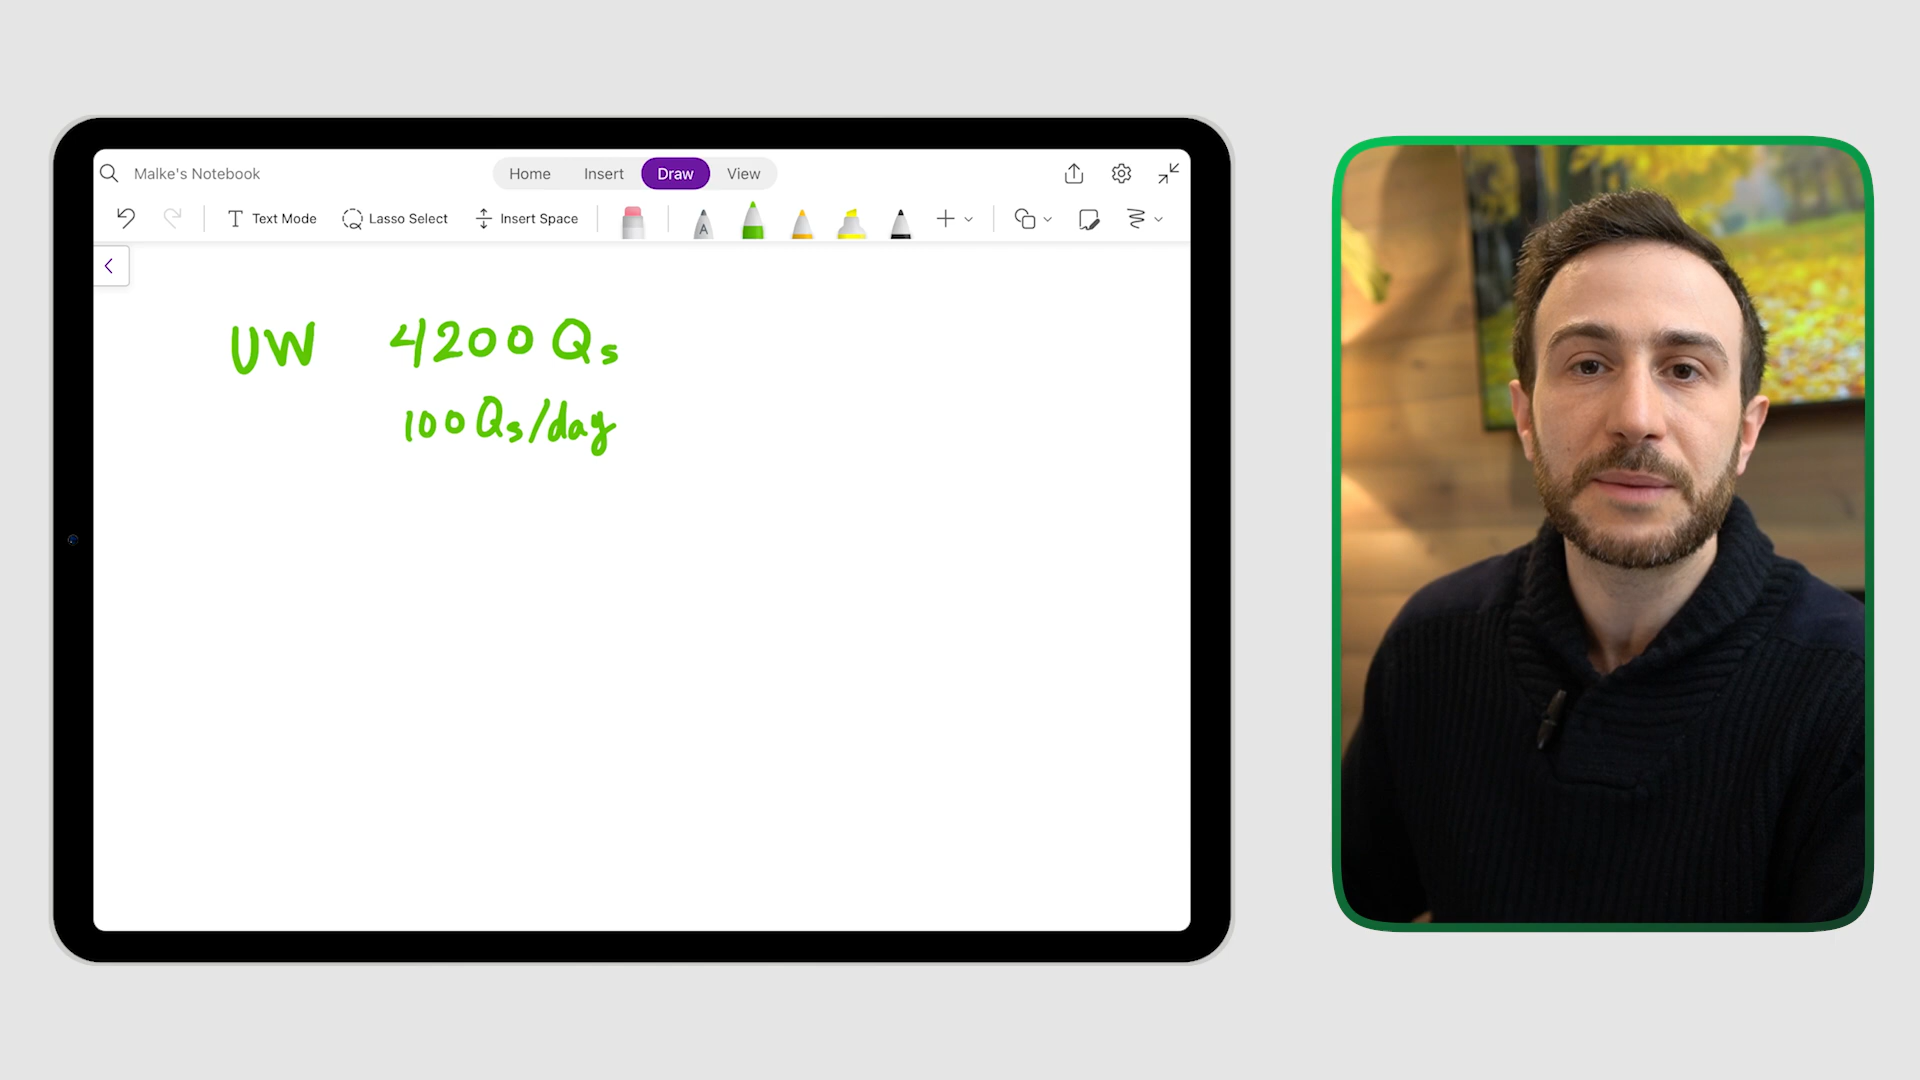 Malke's Notebook
Home Insert Draw View
Text Mode Lasso Select Insert Space A
UW 4200 Qs
100 Qs/day